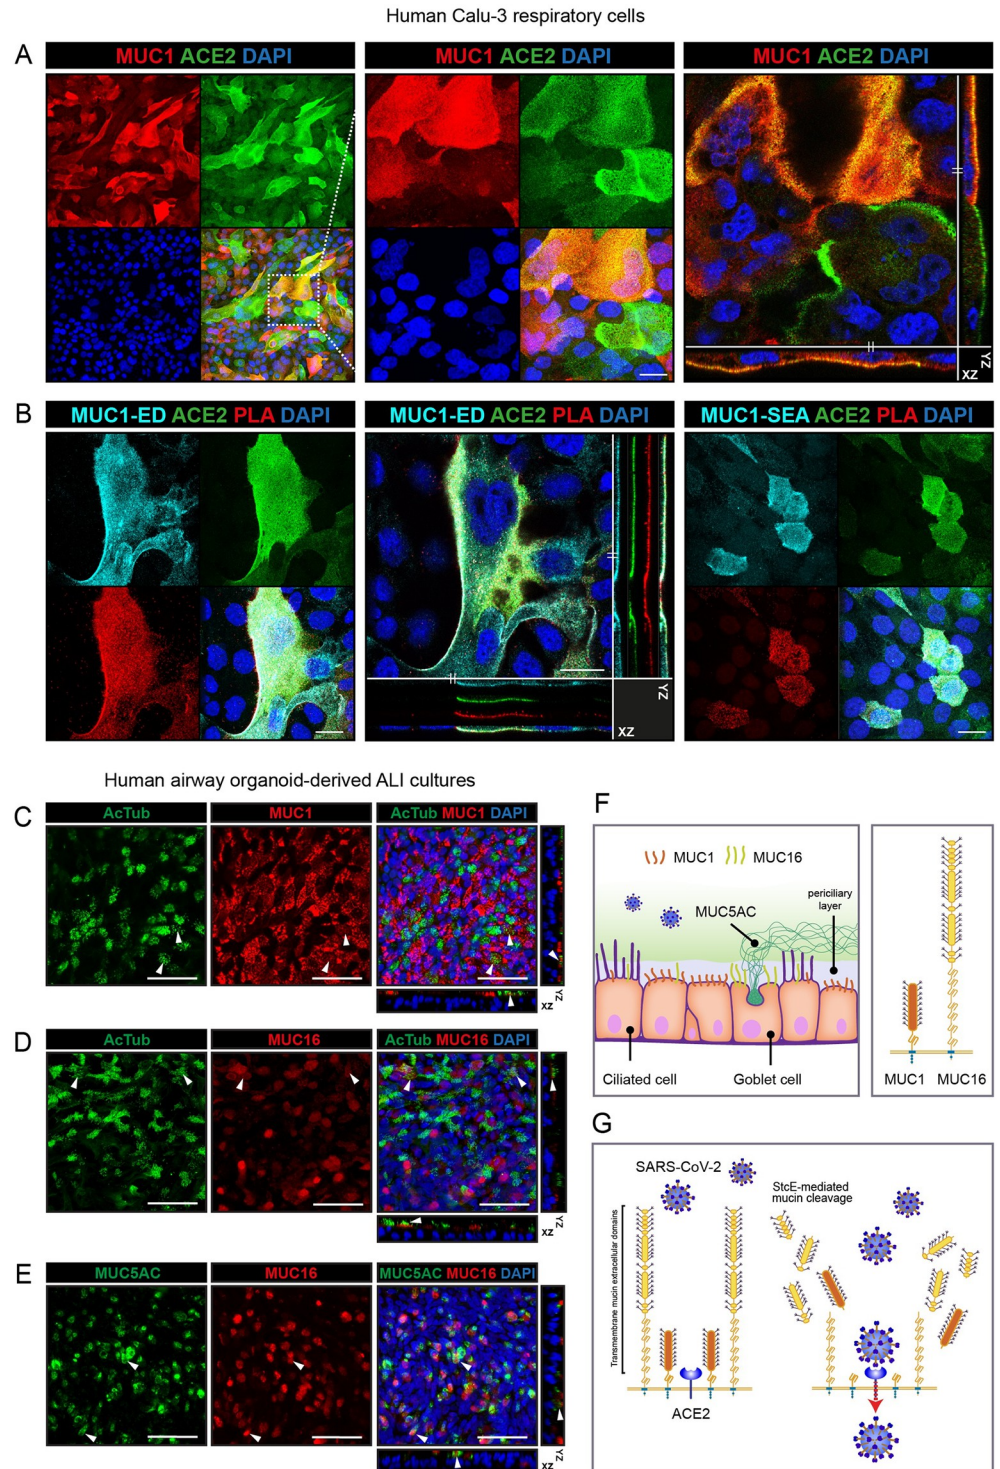 Human Calu-3 respiratory cells
A
MUC1 ACE2 DAPI
MUC1 ACE2 DAPI
MUC1 ACE2 DAPI
YZ
XZ
B
MUC1-ED ACE2 PLA DAPI
MUC1-ED ACE2 PLA DAPI
MUC1-SEA ACE2 PLA DAPI
YZ
XZ
Human airway organoid-derived ALI cultures
C
AcTub
MUC1
AcTub MUC1 DAPI
YZ
XZ
D
AcTub
MUC16
AcTub MUC16 DAPI
YZ
XZ
E
MUC5AC
MUC16
MUC5AC MUC16 DAPI
YZ
XZ
F
MUC1
MUC16
MUC5AC
periciliary
layer
Ciliated cell
Goblet cell
MUC1
MUC16
G
SARS-CoV-2
StcE-mediated
mucin cleavage
Transmembrane mucin extracellular domains
ACE2